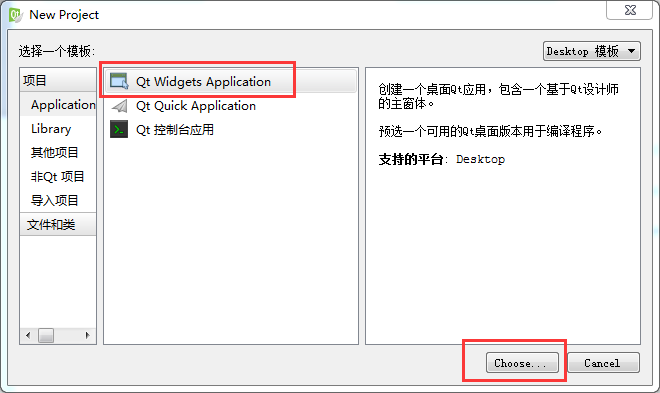 New Project
选择一个模板:
Desktop 模板
项目
Application
Library
其他项目
非Qt 项目
导入项目
文件和类
Qt Widgets Application
Qt Quick Application
Qt 控制台应用
创建一个桌面Qt应用，包含一个基于Qt设计师
的主窗体。
预选一个可用的Qt桌面版本用于编译程序。
支持的平台: Desktop
Choose...
Cancel